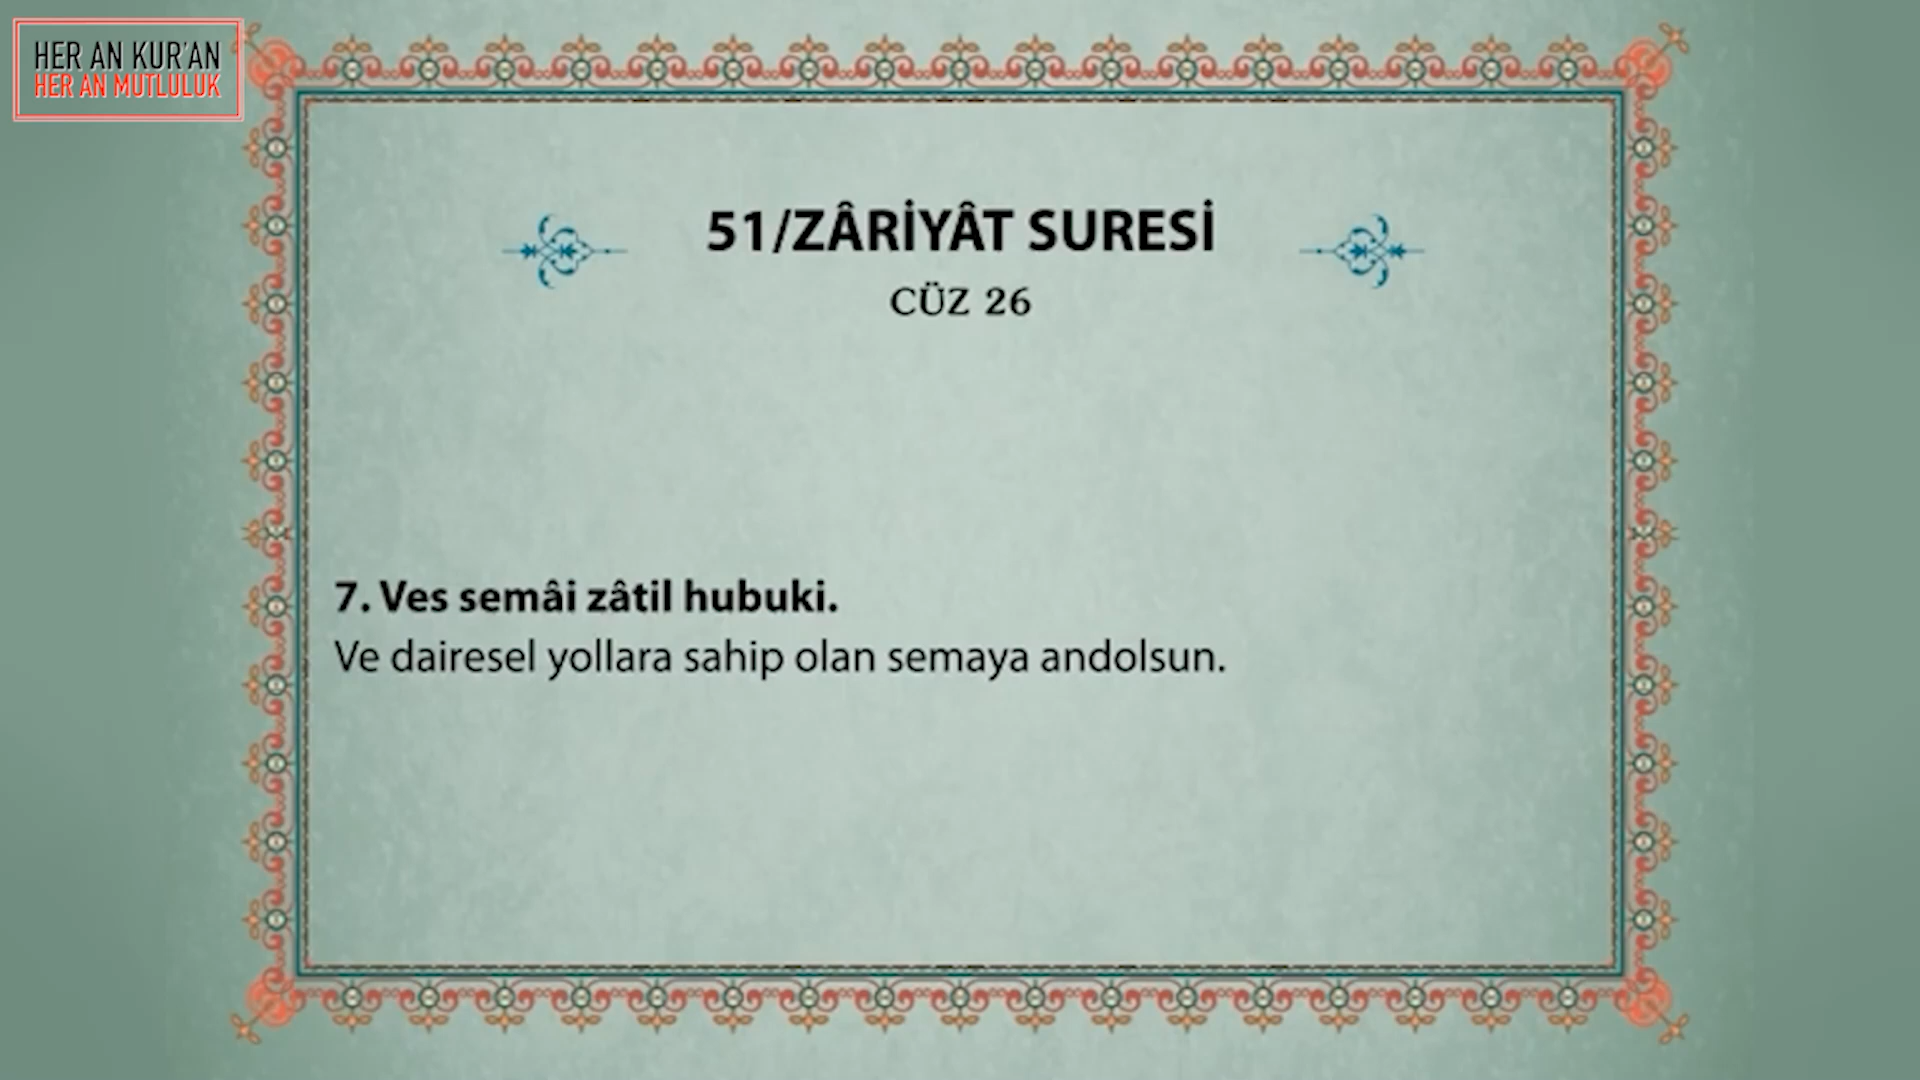 HER AN KUR'AN
HER AN MUTLULUK
51/ZÂRİYÂT SURESİ
CÜZ 26
7. Ves semâi zâtil hubuki.
Ve dairesel yollara sahip olan semaya andolsun.